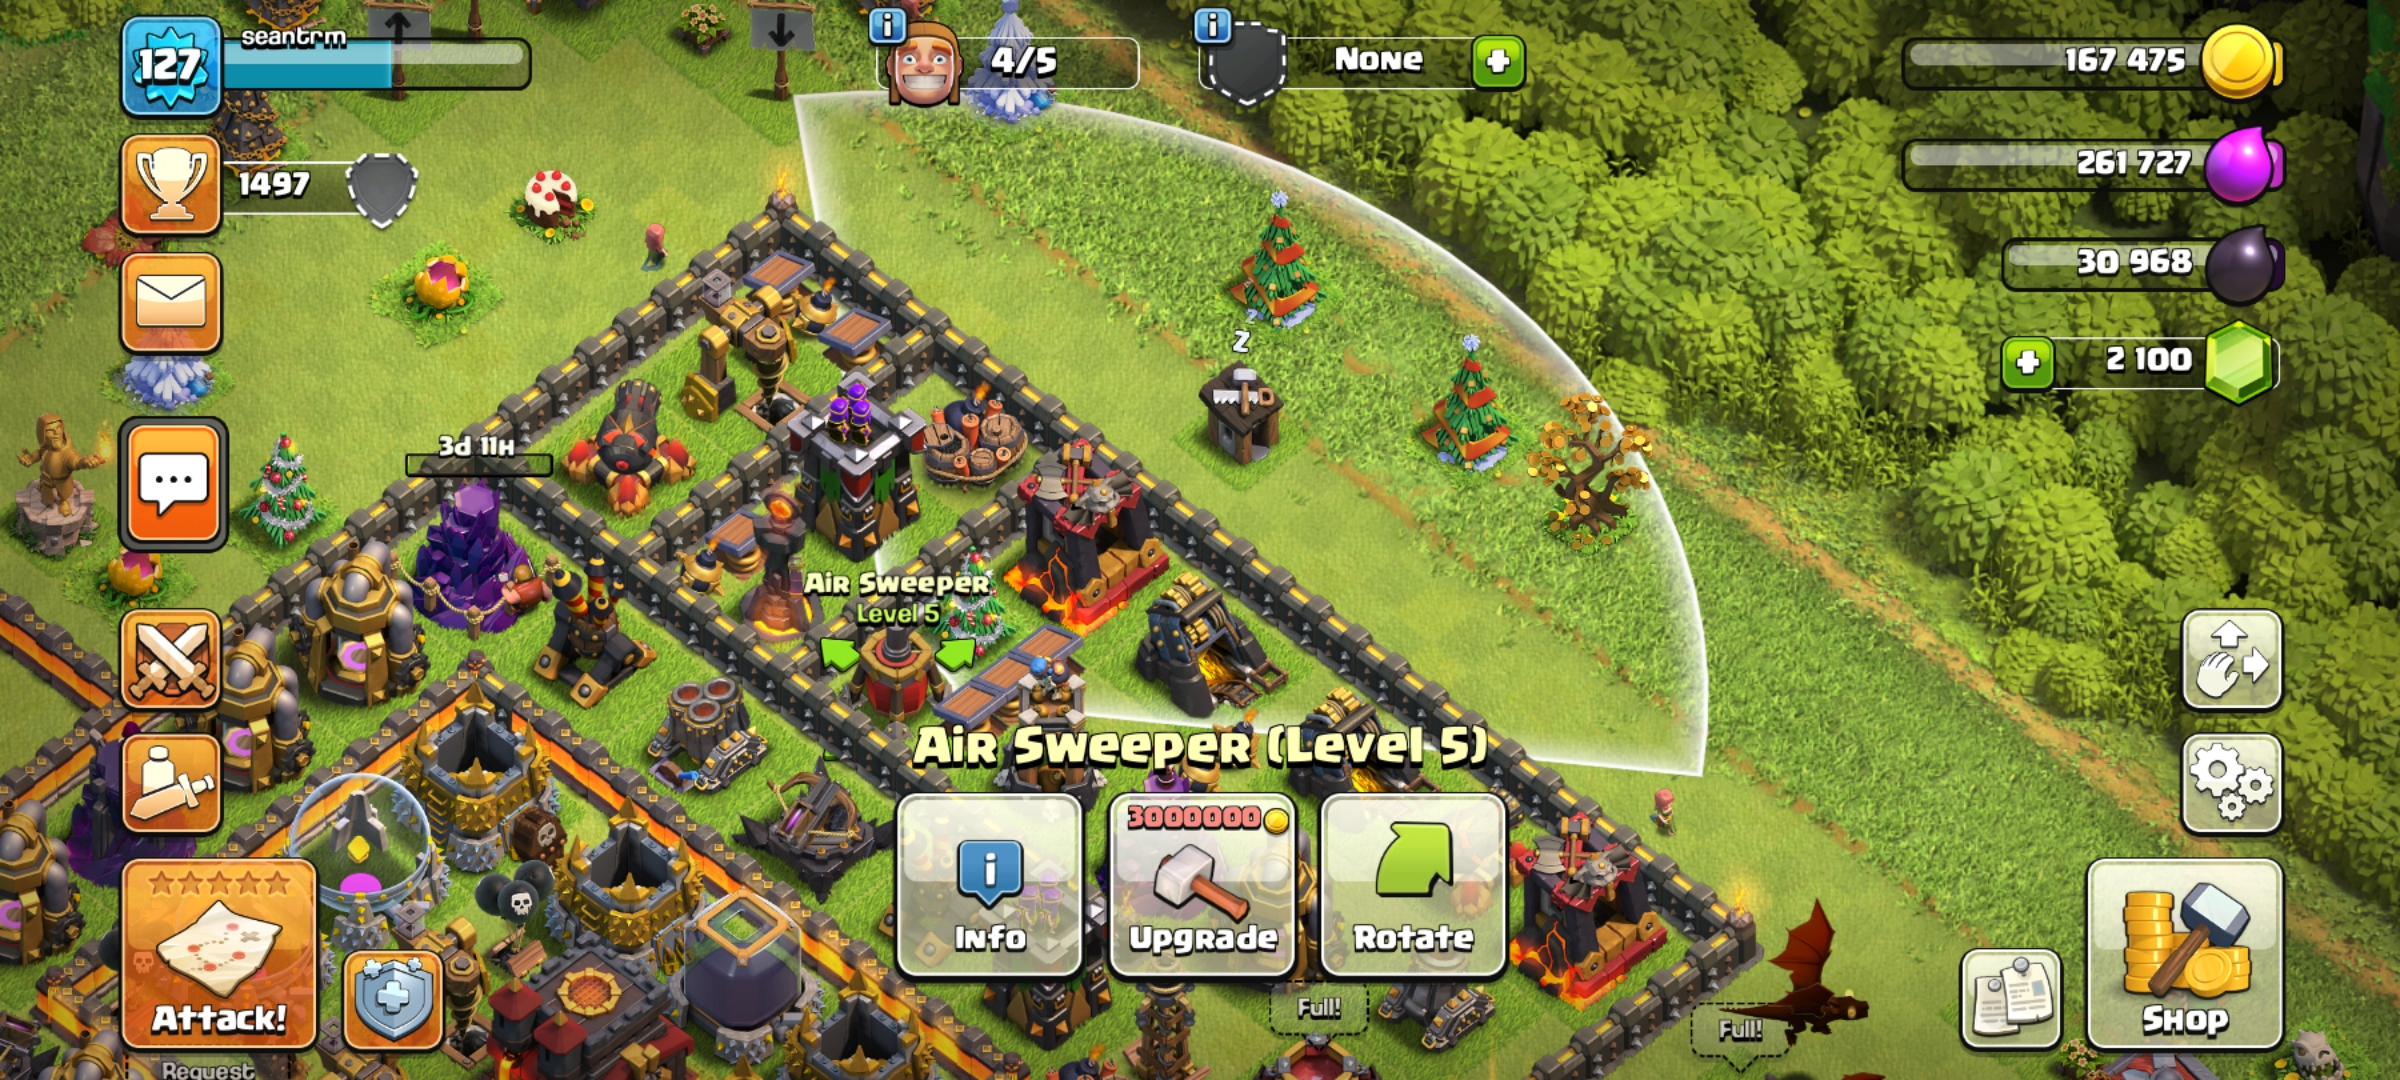 127
seantrm
4/5
None
167 475
1497
261 727
30 968
2 100
z
z
3d 11h
Air Sweeper
Level 5
Air Sweeper (Level 5)
3000000
Info
Upgrade
Rotate
Attack!
Full!
Full!
Shop
Request